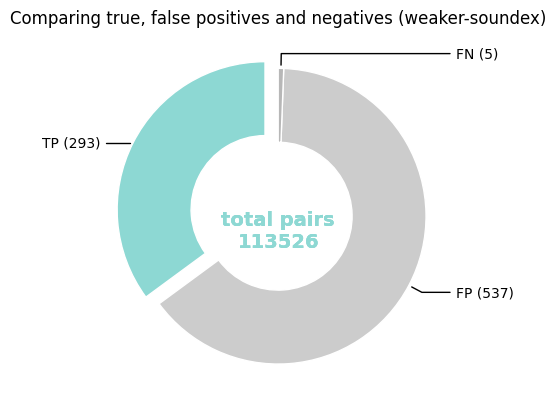 Comparing true, false positives and negatives (weaker-soundex)
FN (5)
TP (293)
total pairs
113526
FP (537)